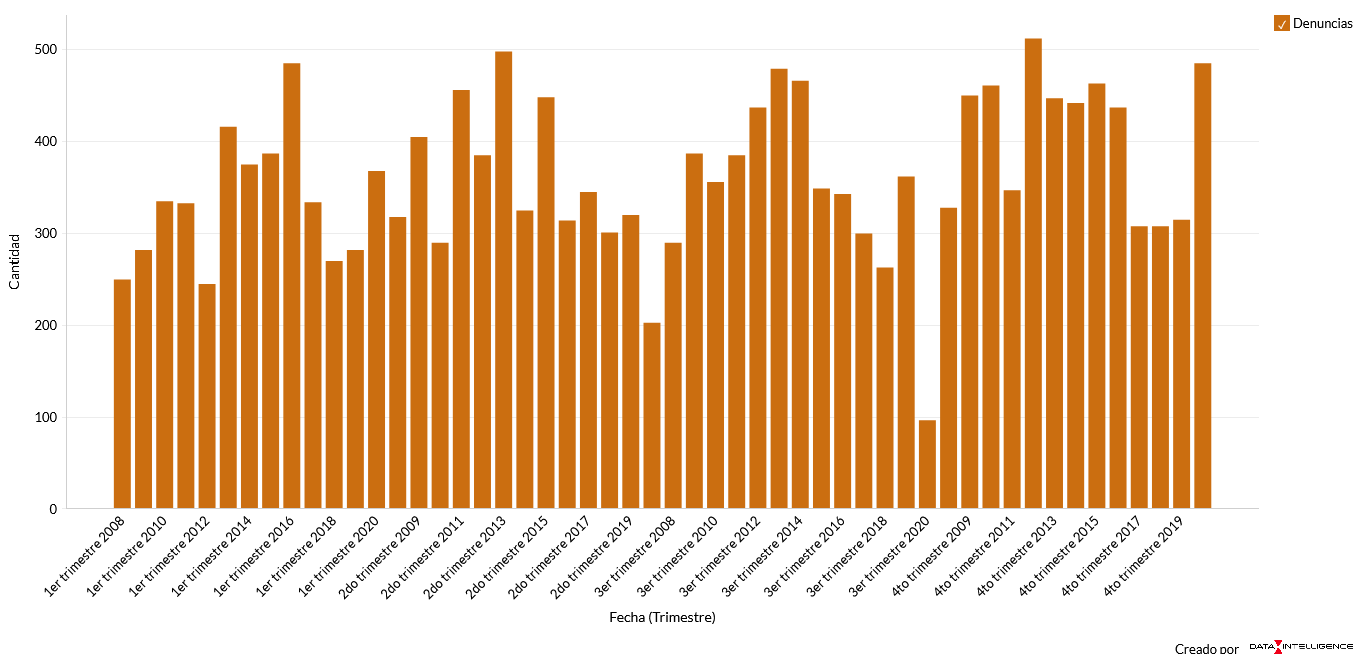 Denuncias
500
400
300
200
100
0
Cantidad
1er trimestre 2008
1er trimestre 2010
1er trimestre 2012
1er trimestre 2014
1er trimestre 2016
1er trimestre 2018
1er trimestre 2020
2do trimestre 2009
2do trimestre 2011
2do trimestre 2013
2do trimestre 2015
2do trimestre 2017
2do trimestre 2019
3er trimestre 2008
3er trimestre 2010
3er trimestre 2012
3er trimestre 2014
3er trimestre 2016
3er trimestre 2018
3er trimestre 2020
4to trimestre 2009
4to trimestre 2011
4to trimestre 2013
4to trimestre 2015
4to trimestre 2017
4to trimestre 2019
Fecha (Trimestre)
Creado por DATA INTELLIGENCE